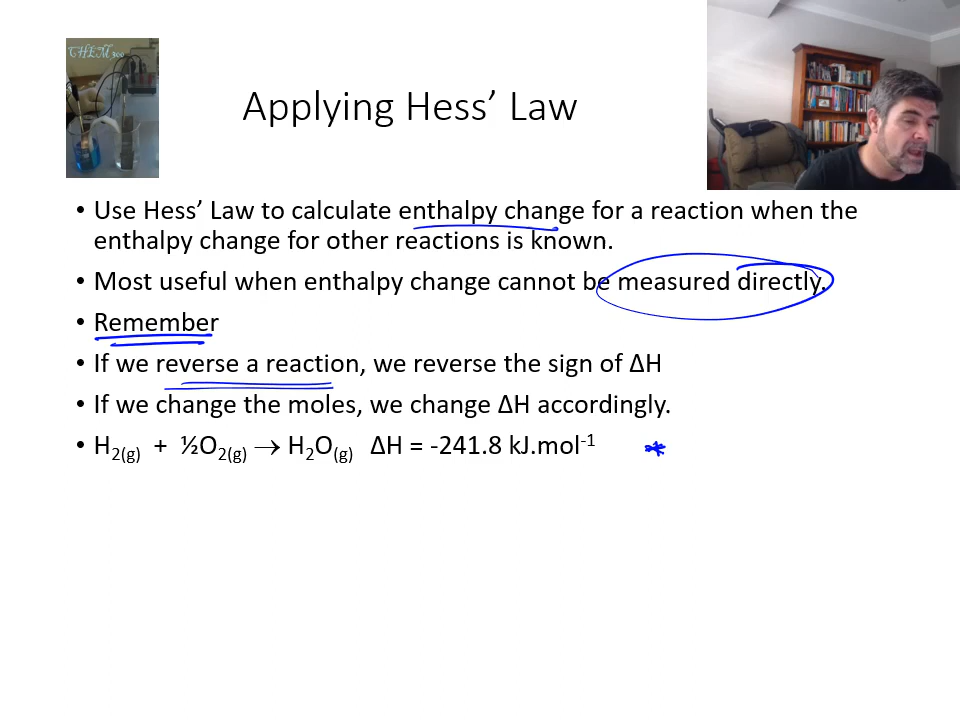 CHEM 300
Applying Hess’ Law
• Use Hess’ Law to calculate enthalpy change for a reaction when the
enthalpy change for other reactions is known.
• Most useful when enthalpy change cannot be measured directly.
• Remember
• If we reverse a reaction, we reverse the sign of ΔH
• If we change the moles, we change ΔH accordingly.
• H₂₍g₎ + ½O₂₍g₎ → H₂O₍g₎ ΔH = -241.8 kJ.mol⁻¹ *